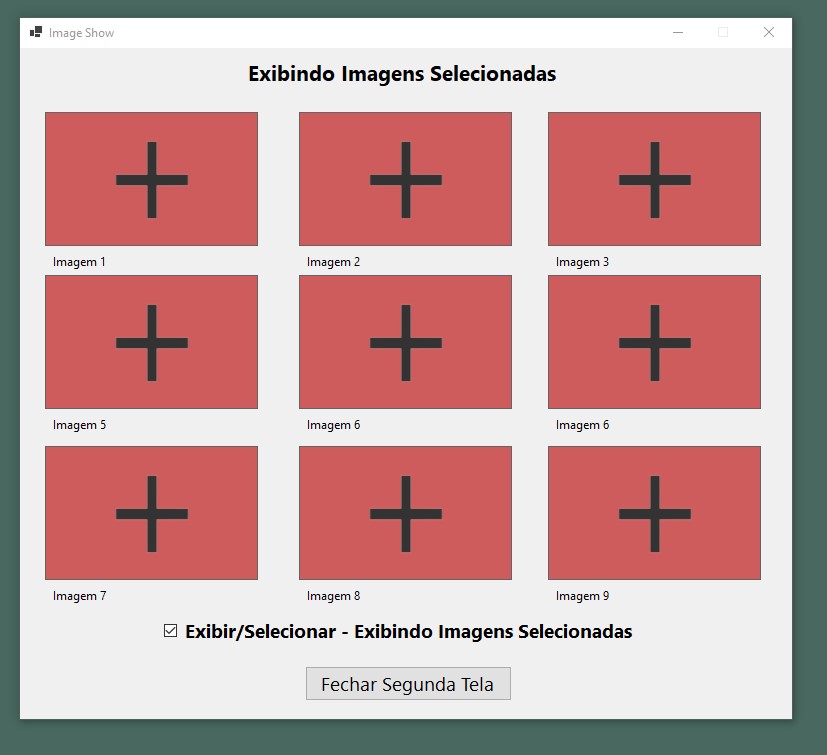 Image Show
Exibindo Imagens Selecionadas
Imagem 1
Imagem 2
Imagem 3
Imagem 5
Imagem 6
Imagem 6
Imagem 7
Imagem 8
Imagem 9
Exibir/Selecionar - Exibindo Imagens Selecionadas
Fechar Segunda Tela